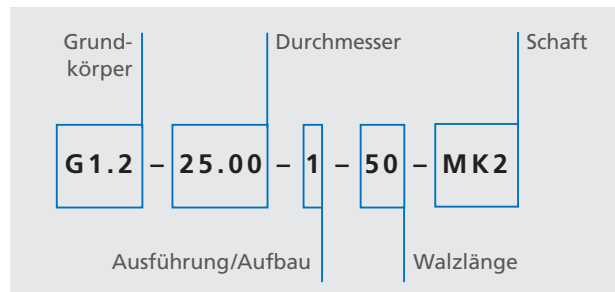 Grund-
körper
Durchmesser
Schaft
G1.2 – 25.00 – 1 – 50 – MK2
Ausführung/Aufbau
Walzlänge